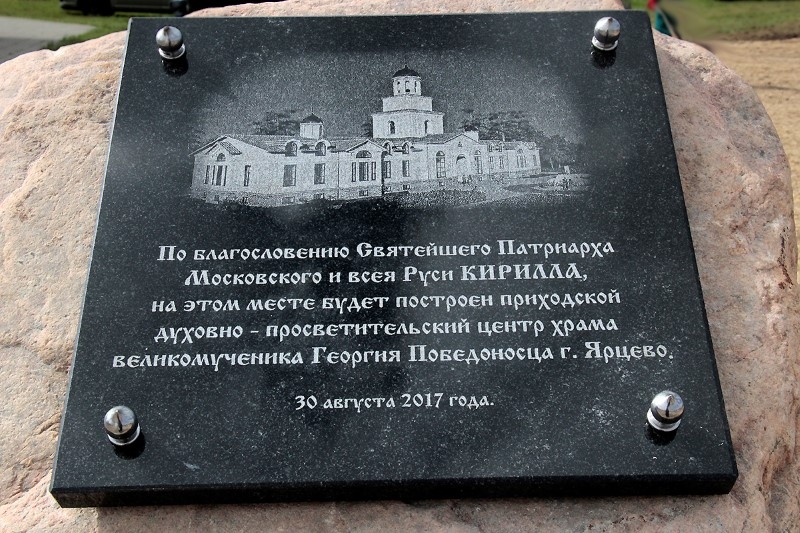 По благословению Святейшего Патриарха
Московского и всея Руси КИРИЛЛА,
на этом месте будет построен приходской
духовно - просветительский центр храма
великомученика Георгия Победоносца г. Ярцево.
30 августа 2017 года.